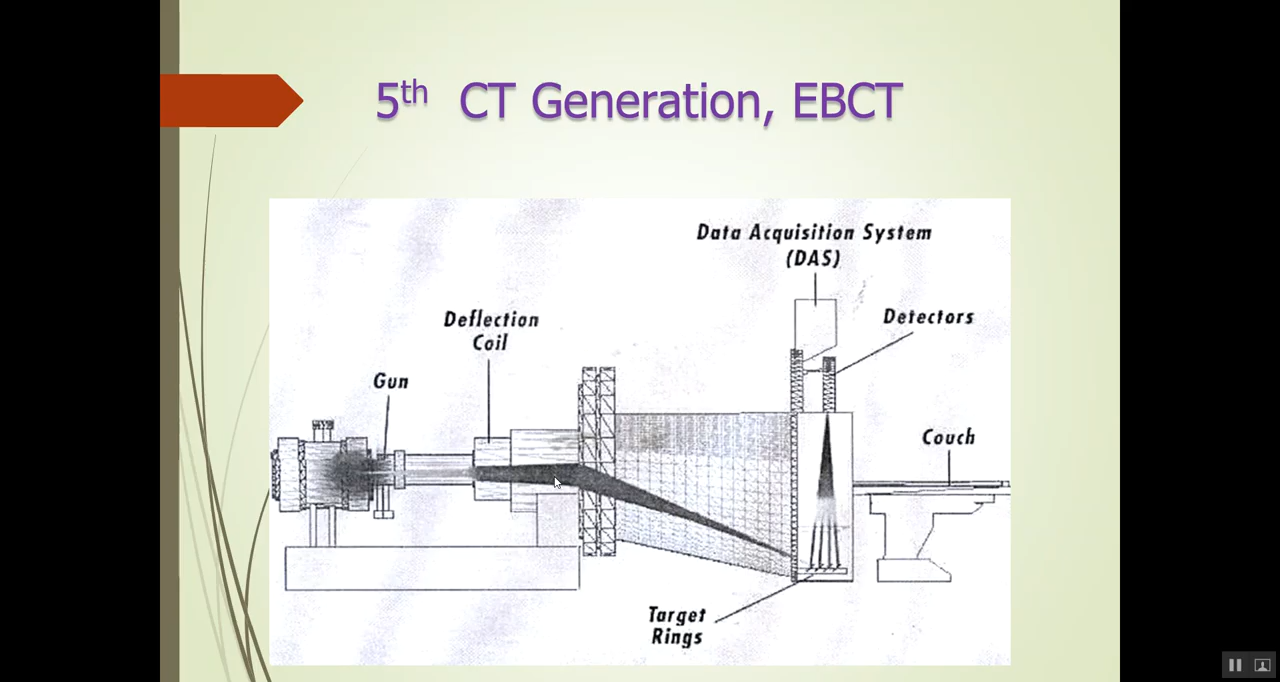 5th CT Generation, EBCT
Data Acquisition System
(DAS)
Deflection
Coil
Detectors
Gun
Couch
Target
Rings